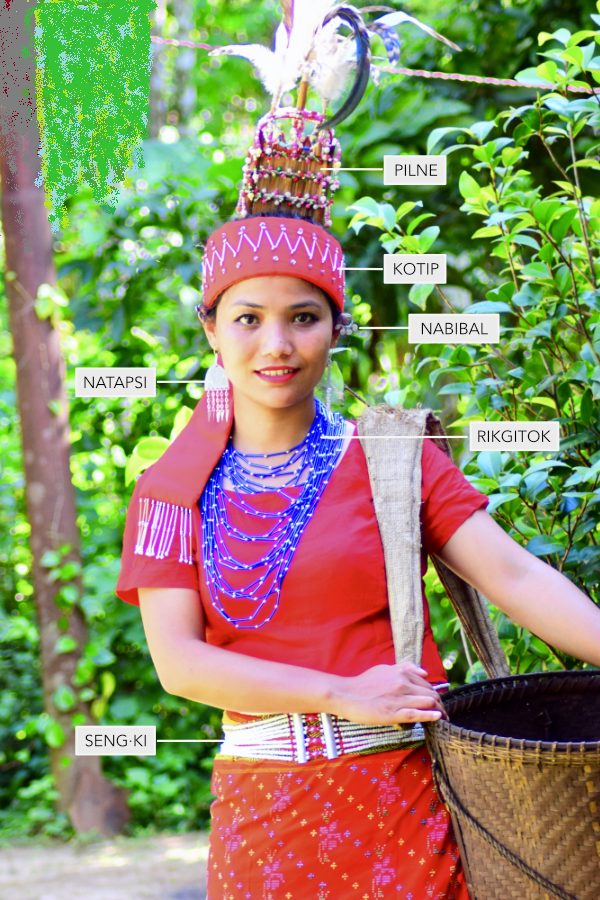 PILNE
KOTIP
NABIBAL
NATAPSI
RIKGITOK
SENG·KI